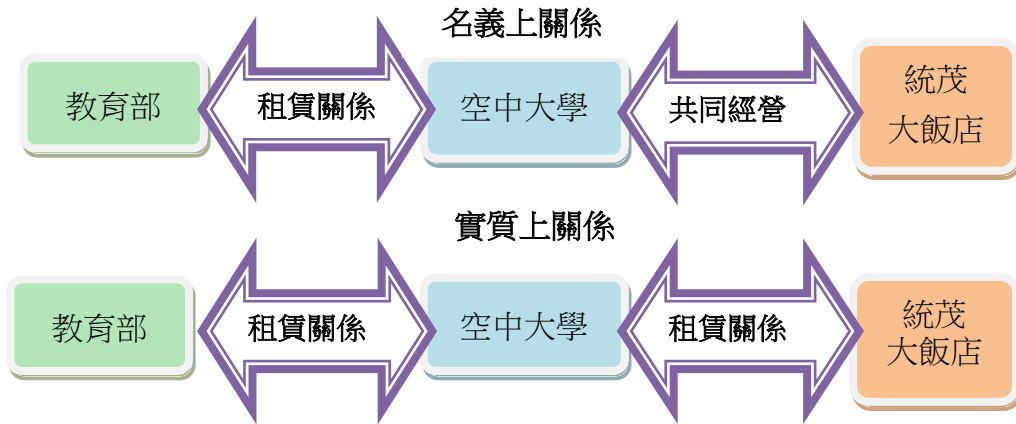 名義上關係
教育部
租賃關係
空中大學
共同經營
統茂
大飯店
實質上關係
教育部
租賃關係
空中大學
租賃關係
統茂
大飯店